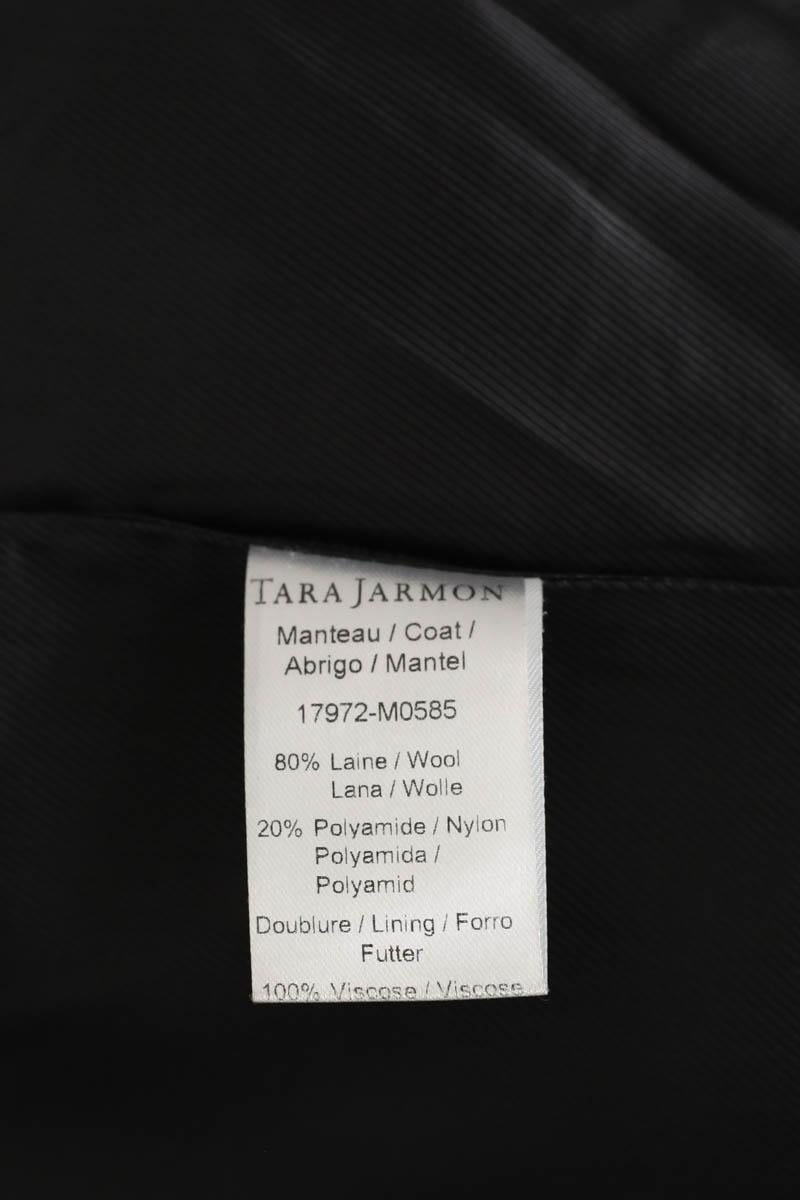 TARA JARMON
Manteau / Coat /
Abrigo / Mantel
17972-M0585
80% Laine / Wool
Lana / Wolle
20% Polyamide / Nylon
Polyamida /
Polyamid
Doublure / Lining / Forro
Futter
100% Viscose / Viscose